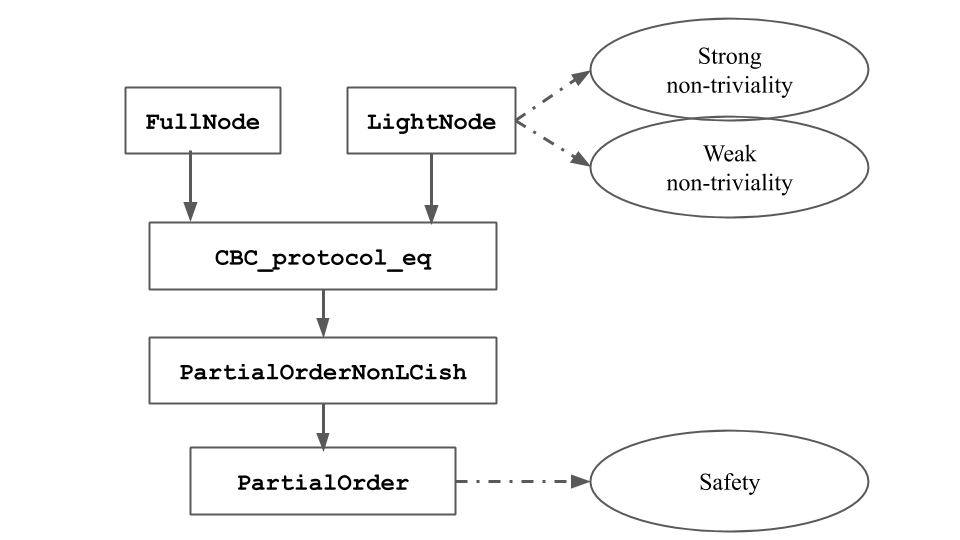 Strong
non-triviality
FullNode
LightNode
Weak
non-triviality
CBC_protocol_eq
PartialOrderNonLCish
PartialOrder
Safety